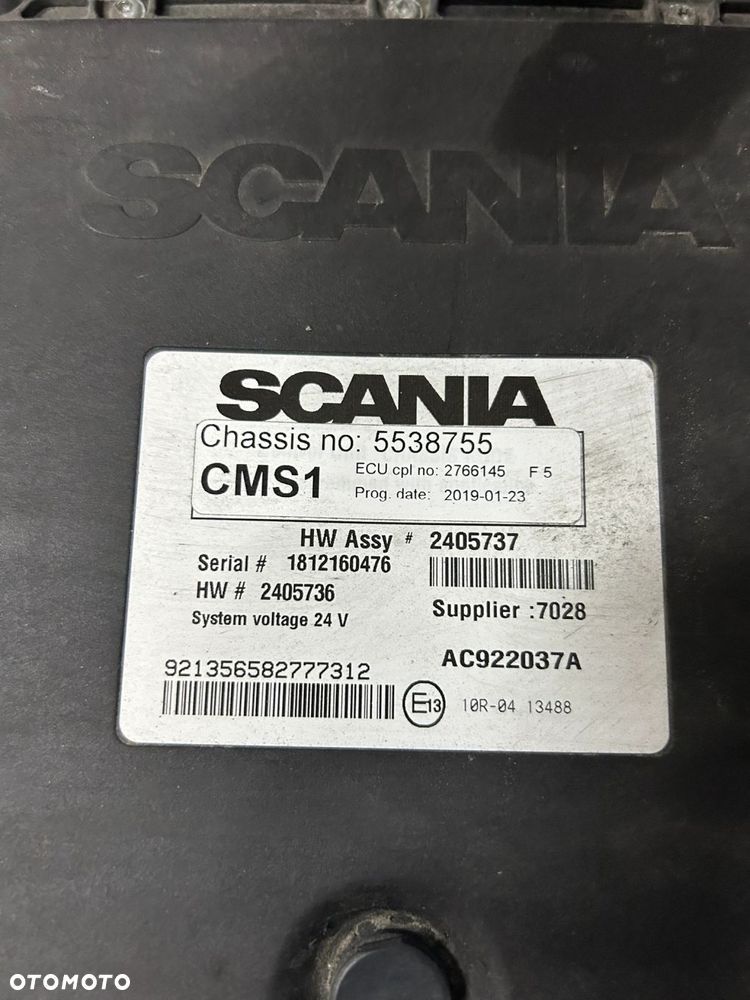 SCANIA
SCANIA
Chassis no: 5538755
CMS1
ECU cpl no: 2766145 F 5
Prog. date: 2019-01-23
HW Assy # 2405737
Serial # 1812160476
HW # 2405736
Supplier :7028
System voltage 24 V
AC922037A
921356582777312
E13 10R-04 13488
OTOMOTO